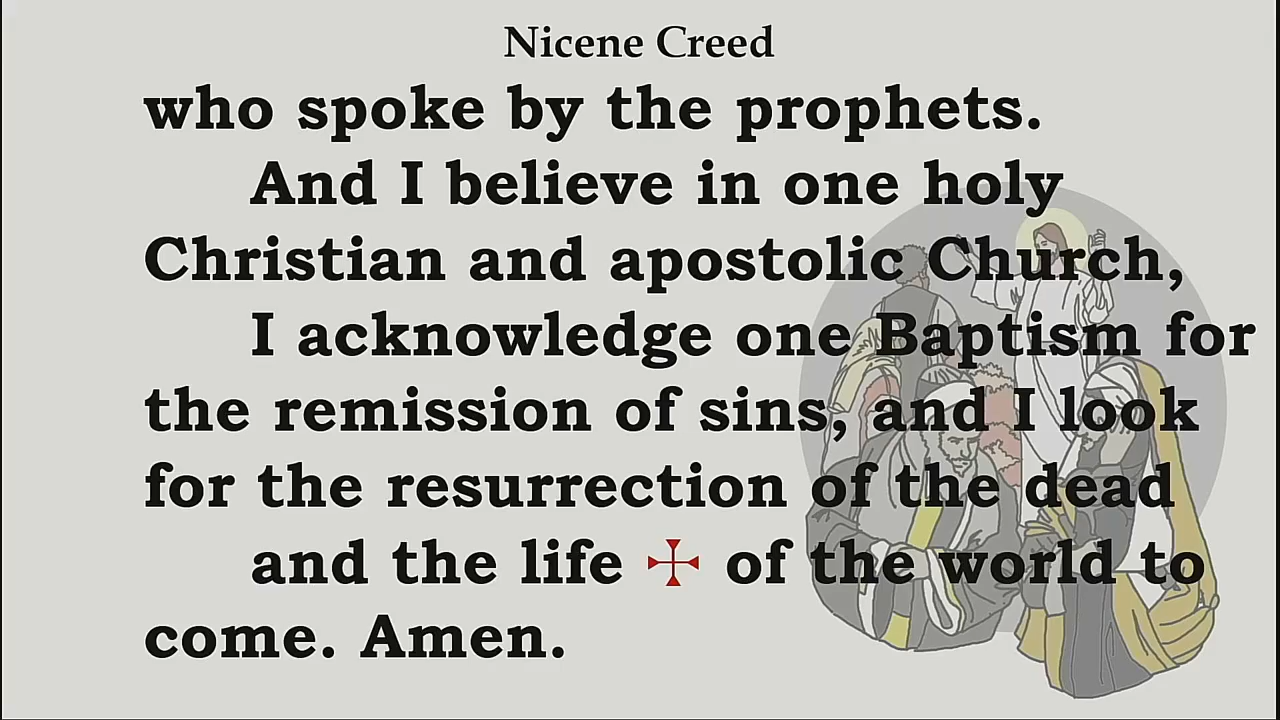 Nicene Creed
who spoke by the prophets.
And I believe in one holy
Christian and apostolic Church,
I acknowledge one Baptism for
the remission of sins, and I look
for the resurrection of the dead
and the life ☩ of the world to
come. Amen.